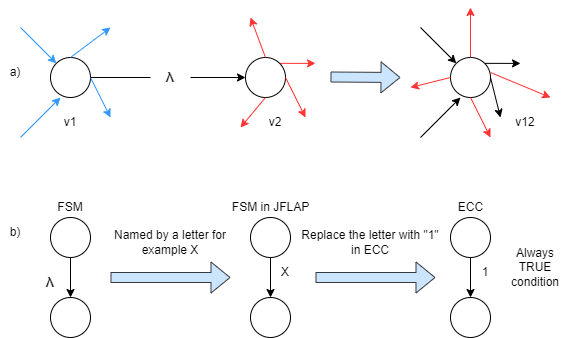 a)
λ
v1
v2
v12
b)
FSM
FSM in JFLAP
ECC
Named by a letter for
example X
Replace the letter with "1"
in ECC
λ
X
1
Always
TRUE
condition